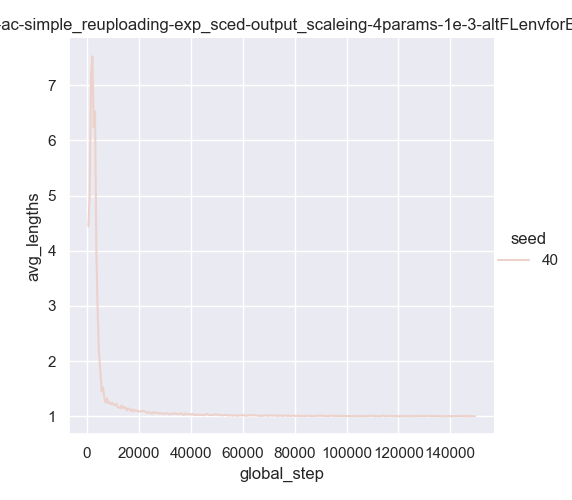 -ac-simple_reuploading-exp_sced-output_scaleing-4params-1e-3-altFLenvforE
7
6
5
4
3
2
1
avg_lengths
0 20000 40000 60000 80000 100000 120000 140000
global_step
seed
40